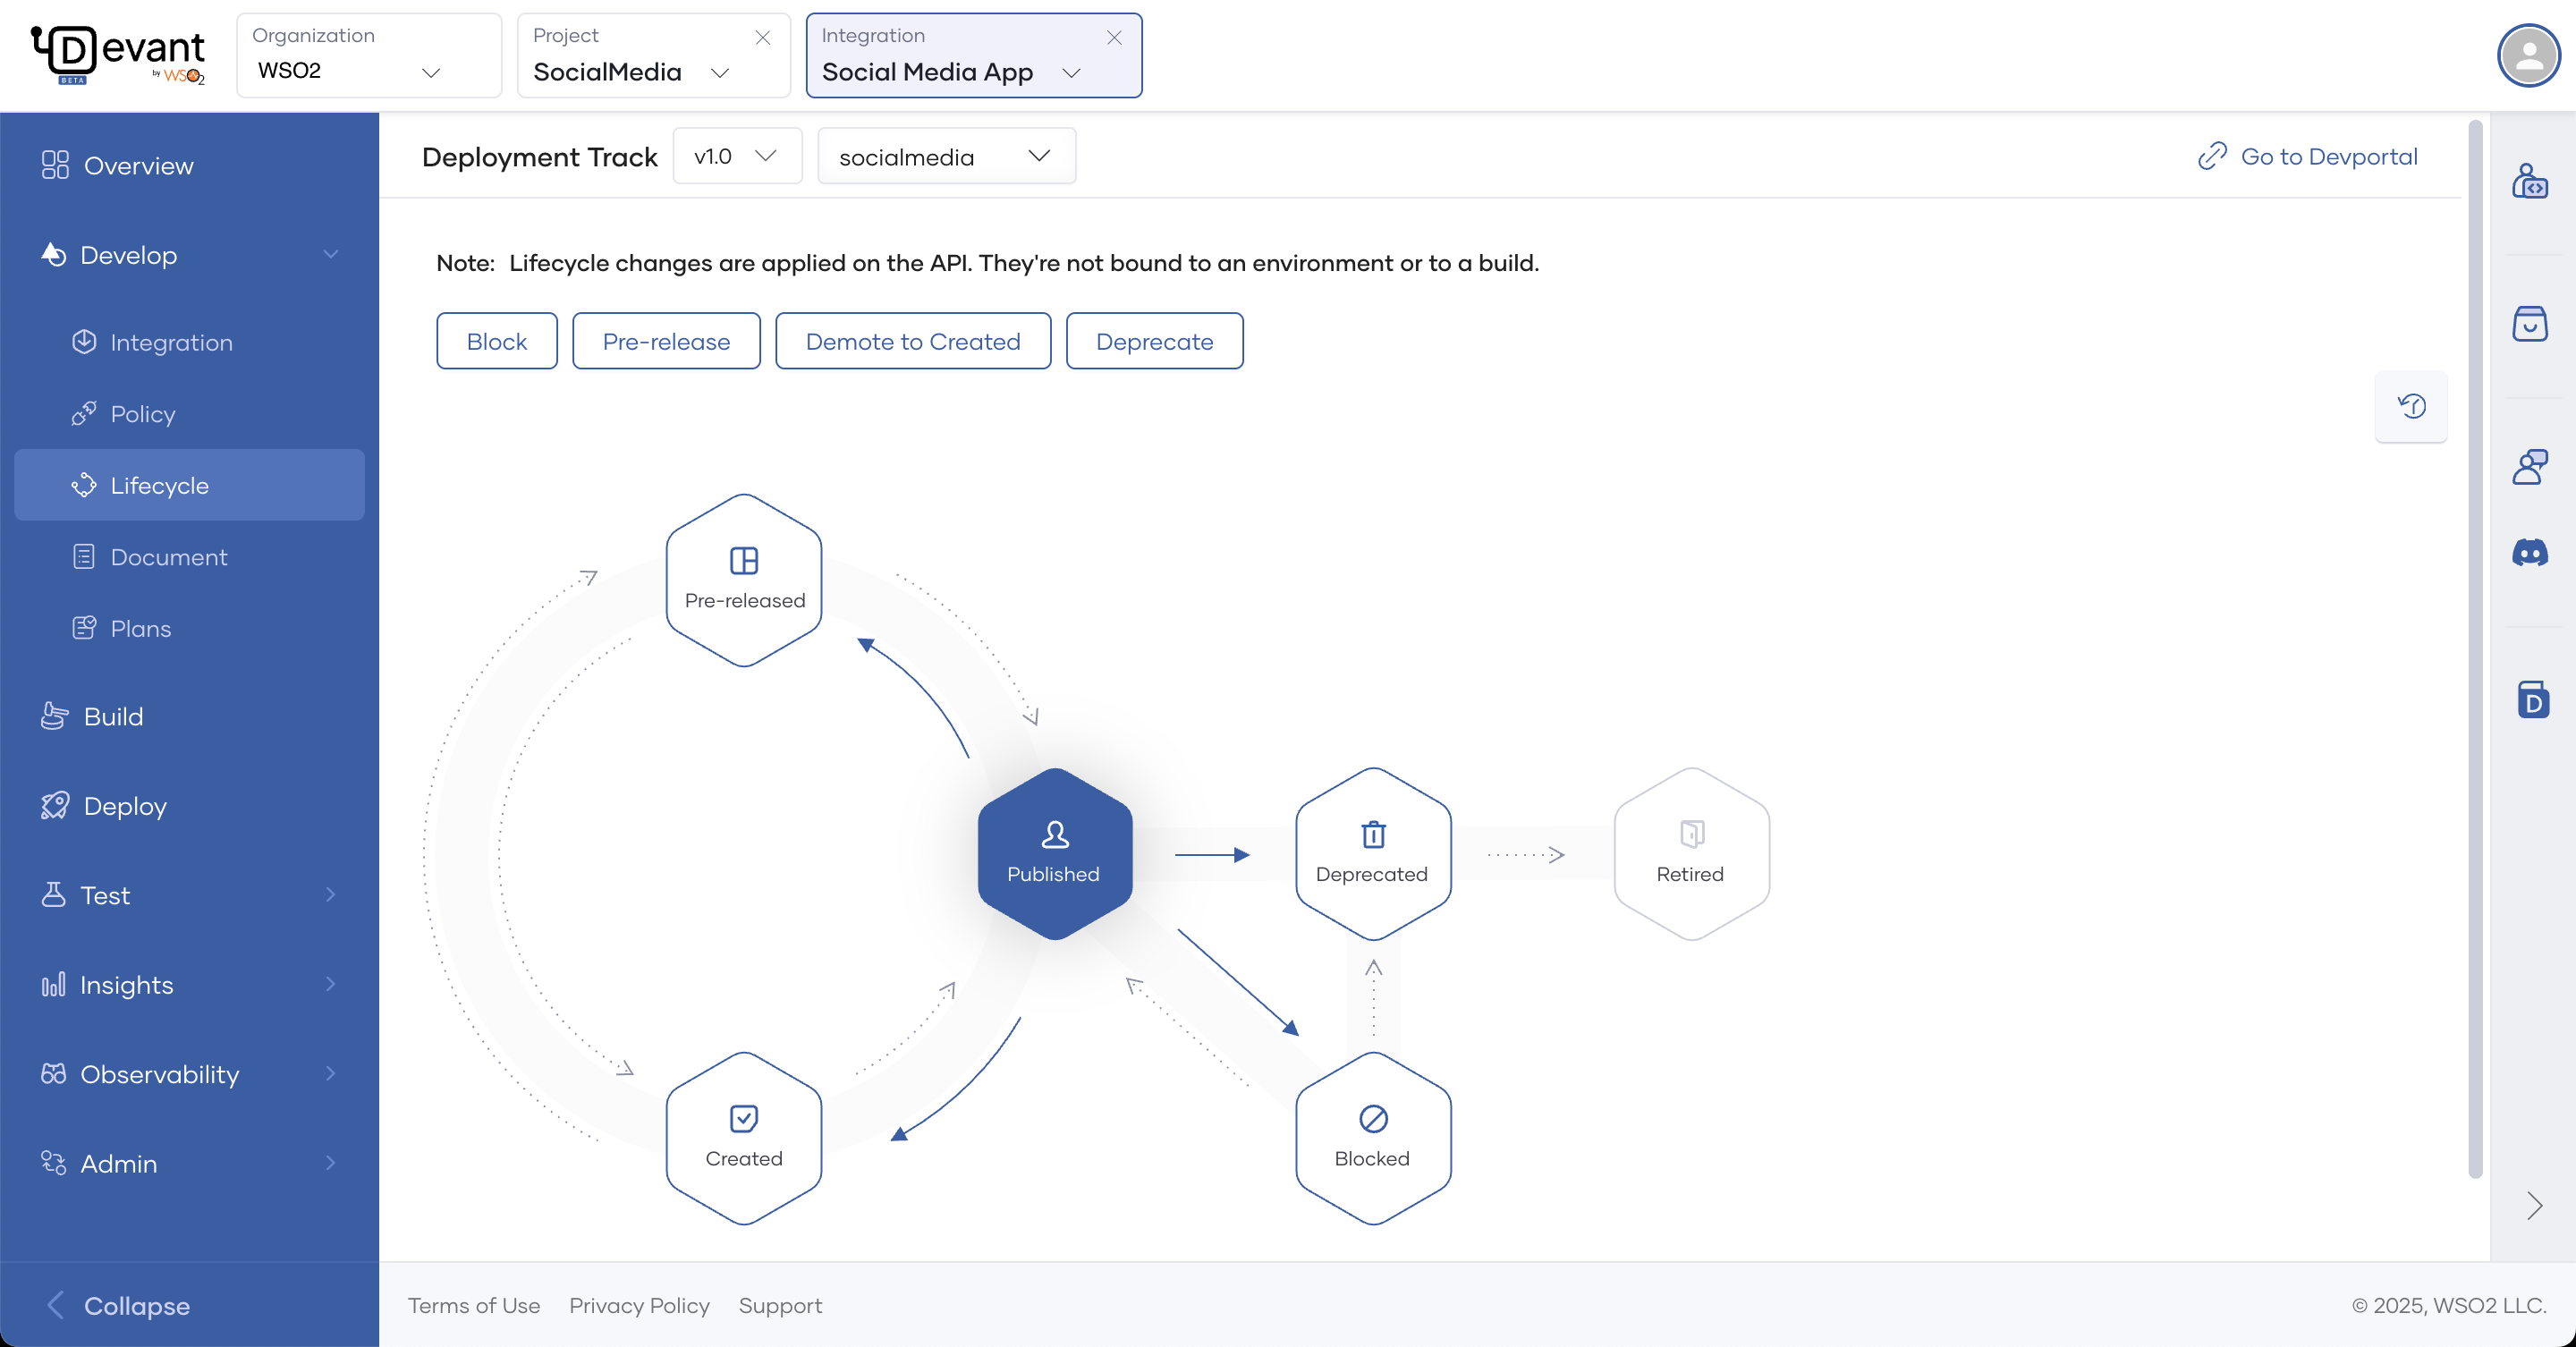 Devant
BETA
by WSO2
Organization
WSO2
Project
SocialMedia
Integration
Social Media App
Overview
Develop
Integration
Policy
Lifecycle
Document
Plans
Build
Deploy
Test
Insights
Observability
Admin
Collapse
Deployment Track
v1.0
socialmedia
Go to Devportal
Note: Lifecycle changes are applied on the API. They're not bound to an environment or to a build.
Block
Pre-release
Demote to Created
Deprecate
Pre-released
Published
Deprecated
Retired
Created
Blocked
D
Terms of Use
Privacy Policy
Support
© 2025, WSO2 LLC.